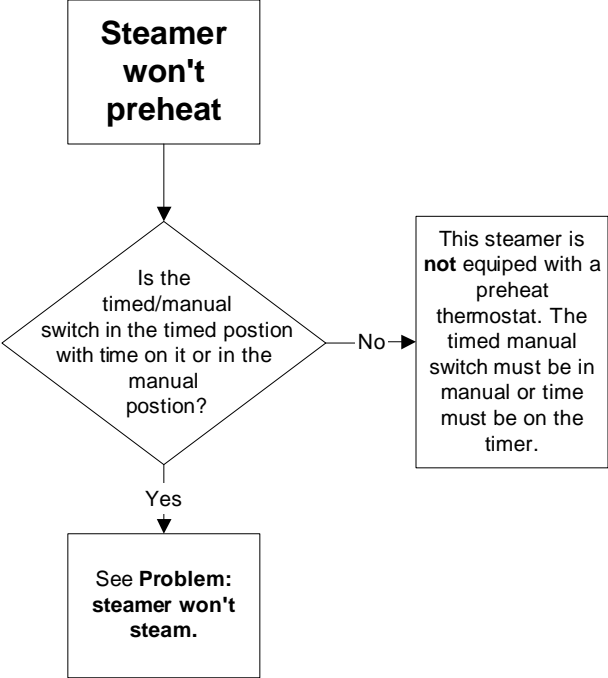 Steamer
won't
preheat
Is the
timed/manual
switch in the timed postion
with time on it or in the
manual
postion?
No
This steamer is
not equiped with a
preheat
thermostat. The
timed manual
switch must be in
manual or time
must be on the
timer.
Yes
See Problem:
steamer won't
steam.